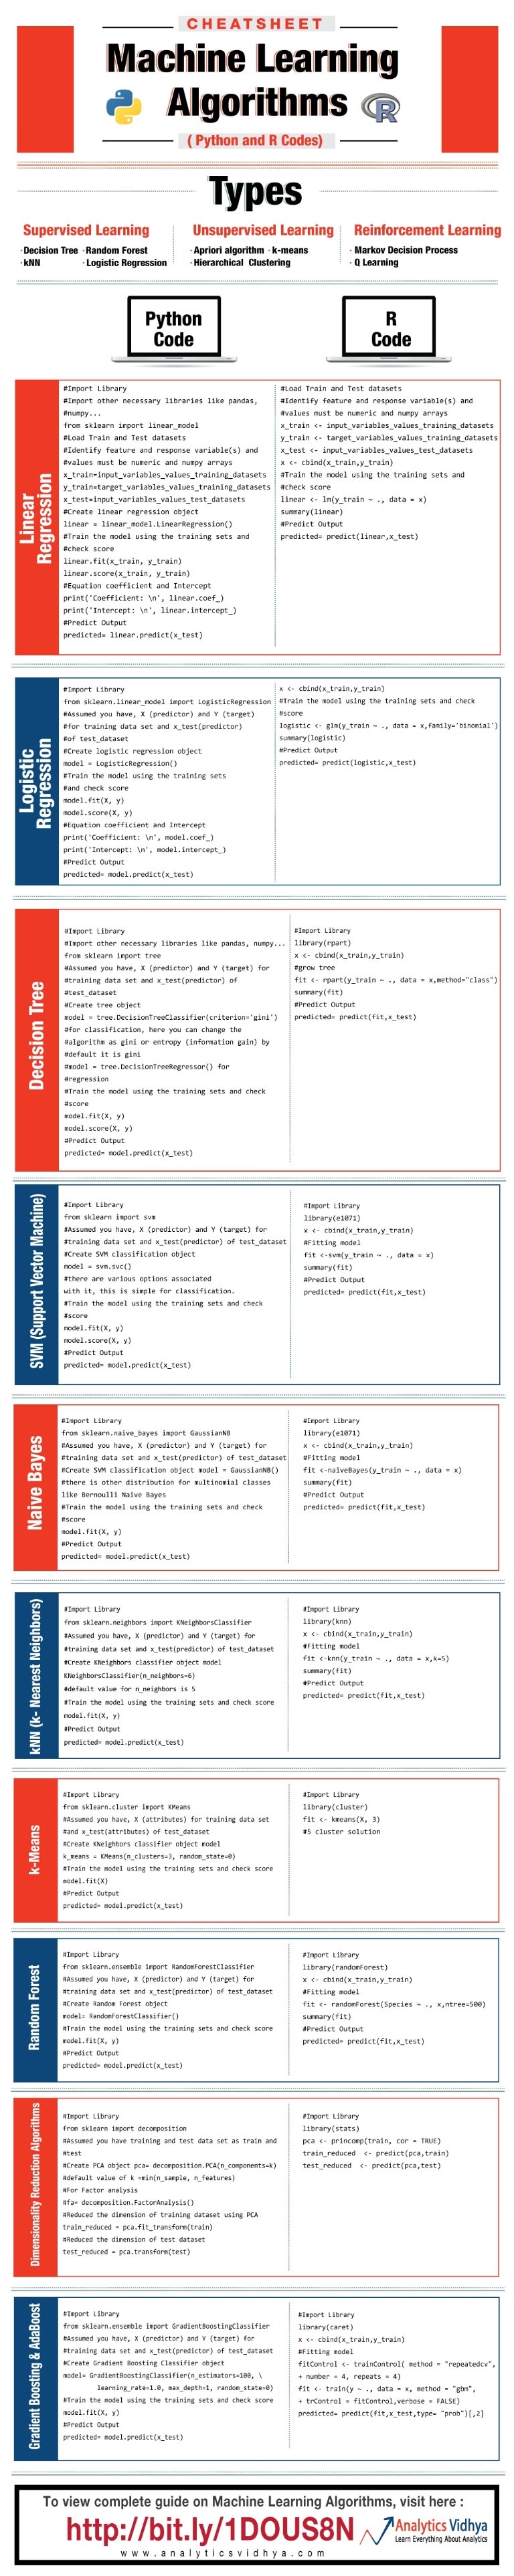 CHEATSHEET
Machine Learning
Algorithms
( Python and R Codes)
Types
Supervised Learning
·Decision Tree ·Random Forest
·kNN ·Logistic Regression
Unsupervised Learning
·Apriori algorithm ·k-means
·Hierarchical Clustering
Reinforcement Learning
· Markov Decision Process
· Q Learning
Python
Code
R
Code
Linear
Regression
#Import Library
#Import other necessary libraries like pandas,
#numpy...
from sklearn import linear_model
#Load Train and Test datasets
#Identify feature and response variable(s) and
#values must be numeric and numpy arrays
x_train=input_variables_values_training_datasets
y_train=target_variables_values_training_datasets
x_test=input_variables_values_test_datasets
#Create linear regression object
linear = linear_model.LinearRegression()
#Train the model using the training sets and
#check score
linear.fit(x_train, y_train)
linear.score(x_train, y_train)
#Equation coefficient and Intercept
print('Coefficient: \n', linear.coef_)
print('Intercept: \n', linear.intercept_)
#Predict Output
predicted= linear.predict(x_test)
#Load Train and Test datasets
#Identify feature and response variable(s) and
#values must be numeric and numpy arrays
x_train <- input_variables_values_training_datasets
y_train <- target_variables_values_training_datasets
x_test <- input_variables_values_test_datasets
x <- cbind(x_train,y_train)
#Train the model using the training sets and
#check score
linear <- lm(y_train ~ ., data = x)
summary(linear)
#Predict Output
predicted= predict(linear,x_test)
Logistic
Regression
#Import Library
from sklearn.linear_model import LogisticRegression
#Assumed you have, X (predictor) and Y (target)
#for training data set and x_test(predictor)
#of test_dataset
#Create logistic regression object
model = LogisticRegression()
#Train the model using the training sets
#and check score
model.fit(X, y)
model.score(X, y)
#Equation coefficient and Intercept
print('Coefficient: \n', model.coef_)
print('Intercept: \n', model.intercept_)
#Predict Output
predicted= model.predict(x_test)
x <- cbind(x_train,y_train)
#Train the model using the training sets and check
#score
logistic <- glm(y_train ~ ., data = x,family='binomial')
summary(logistic)
#Predict Output
predicted= predict(logistic,x_test)
Decision Tree
#Import Library
#Import other necessary libraries like pandas, numpy...
from sklearn import tree
#Assumed you have, X (predictor) and Y (target) for
#training data set and x_test(predictor) of
#test_dataset
#Create tree object
model = tree.DecisionTreeClassifier(criterion='gini')
#for classification, here you can change the
#algorithm as gini or entropy (information gain) by
#default it is gini
#model = tree.DecisionTreeRegressor() for
#regression
#Train the model using the training sets and check
#score
model.fit(X, y)
model.score(X, y)
#Predict Output
predicted= model.predict(x_test)
#Import Library
library(rpart)
x <- cbind(x_train,y_train)
#grow tree
fit <- rpart(y_train ~ ., data = x,method="class")
summary(fit)
#Predict Output
predicted= predict(fit,x_test)
SVM (Support Vector Machine)
#Import Library
from sklearn import svm
#Assumed you have, X (predictor) and Y (target) for
#training data set and x_test(predictor) of test_dataset
#Create SVM classification object
model = svm.svc()
#there are various options associated
with it, this is simple for classification.
#Train the model using the training sets and check
#score
model.fit(X, y)
model.score(X, y)
#Predict Output
predicted= model.predict(x_test)
#Import Library
library(e1071)
x <- cbind(x_train,y_train)
#Fitting model
fit <-svm(y_train ~ ., data = x)
summary(fit)
#Predict Output
predicted= predict(fit,x_test)
Naive Bayes
#Import Library
from sklearn.naive_bayes import GaussianNB
#Assumed you have, X (predictor) and Y (target) for
#training data set and x_test(predictor) of test_dataset
#Create SVM classification object model = GaussianNB()
#there is other distribution for multinomial classes
like Bernoulli Naive Bayes
#Train the model using the training sets and check
#score
model.fit(X, y)
#Predict Output
predicted= model.predict(x_test)
#Import Library
library(e1071)
x <- cbind(x_train,y_train)
#Fitting model
fit <-naiveBayes(y_train ~ ., data = x)
summary(fit)
#Predict Output
predicted= predict(fit,x_test)
kNN (k- Nearest Neighbors)
#Import Library
from sklearn.neighbors import KNeighborsClassifier
#Assumed you have, X (predictor) and Y (target) for
#training data set and x_test(predictor) of test_dataset
#Create KNeighbors classifier object model
KNeighborsClassifier(n_neighbors=6)
#default value for n_neighbors is 5
#Train the model using the training sets and check score
model.fit(X, y)
#Predict Output
predicted= model.predict(x_test)
#Import Library
library(knn)
x <- cbind(x_train,y_train)
#Fitting model
fit <-knn(y_train ~ ., data = x,k=5)
summary(fit)
#Predict Output
predicted= predict(fit,x_test)
k-Means
#Import Library
from sklearn.cluster import KMeans
#Assumed you have, X (attributes) for training data set
#and x_test(attributes) of test_dataset
#Create KNeighbors classifier object model
k_means = KMeans(n_clusters=3, random_state=0)
#Train the model using the training sets and check score
model.fit(X)
#Predict Output
predicted= model.predict(x_test)
#Import Library
library(cluster)
fit <- kmeans(X, 3)
#5 cluster solution
Random Forest
#Import Library
from sklearn.ensemble import RandomForestClassifier
#Assumed you have, X (predictor) and Y (target) for
#training data set and x_test(predictor) of test_dataset
#Create Random Forest object
model= RandomForestClassifier()
#Train the model using the training sets and check score
model.fit(X, y)
#Predict Output
predicted= model.predict(x_test)
#Import Library
library(randomForest)
x <- cbind(x_train,y_train)
#Fitting model
fit <- randomForest(Species ~ ., x,ntree=500)
summary(fit)
#Predict Output
predicted= predict(fit,x_test)
Dimensionality Reduction Algorithms
#Import Library
from sklearn import decomposition
#Assumed you have training and test data set as train and
#test
#Create PCA object pca= decomposition.PCA(n_components=k)
#default value of k =min(n_sample, n_features)
#For Factor analysis
#fa= decomposition.FactorAnalysis()
#Reduced the dimension of training dataset using PCA
train_reduced = pca.fit_transform(train)
#Reduced the dimension of test dataset
test_reduced = pca.transform(test)
#Import Library
library(stats)
pca <- princomp(train, cor = TRUE)
train_reduced <- predict(pca,train)
test_reduced <- predict(pca,test)
Gradient Boosting & AdaBoost
#Import Library
from sklearn.ensemble import GradientBoostingClassifier
#Assumed you have, X (predictor) and Y (target) for
#training data set and x_test(predictor) of test_dataset
#Create Gradient Boosting Classifier object
model= GradientBoostingClassifier(n_estimators=100, \
learning_rate=1.0, max_depth=1, random_state=0)
#Train the model using the training sets and check score
model.fit(X, y)
#Predict Output
predicted= model.predict(x_test)
#Import Library
library(caret)
x <- cbind(x_train,y_train)
#Fitting model
fitControl <- trainControl( method = "repeatedcv",
+ number = 4, repeats = 4)
fit <- train(y ~ ., data = x, method = "gbm",
+ trControl = fitControl,verbose = FALSE)
predicted= predict(fit,x_test,type= "prob")[,2]
To view complete guide on Machine Learning Algorithms, visit here :
http://bit.ly/1DOUS8N
Analytics Vidhya
Learn Everything About Analytics
www.analyticsvidhya.com